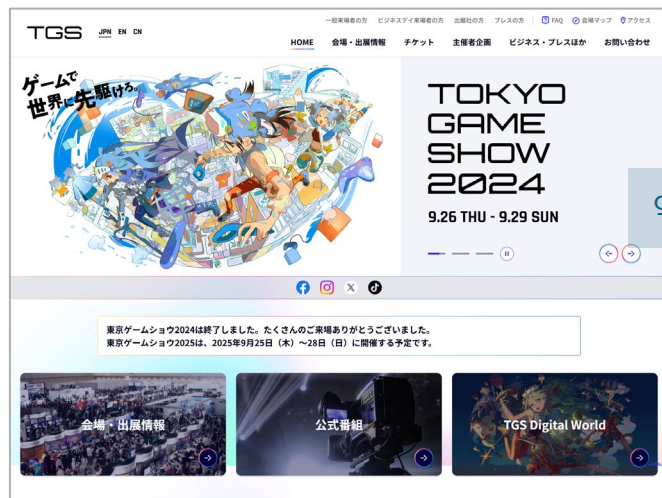 TGS
JPN EN CN
一般来場者の方 ビジネスデイ来場者の方 出展社の方 プレスの方 FAQ 会場マップ アクセス
HOME 会場・出展情報 チケット 主催者企画 ビジネス・プレスほか お問い合わせ
ゲームで
世界に先駆けろ。
TOKYO
GAME
SHOW
2024
9.26 THU - 9.29 SUN
東京ゲームショウ2024は終了しました。たくさんのご来場ありがとうございました。
東京ゲームショウ2025は、2025年9月25日（木）〜28日（日）に開催する予定です。
会場・出展情報
公式番組
TGS Digital World